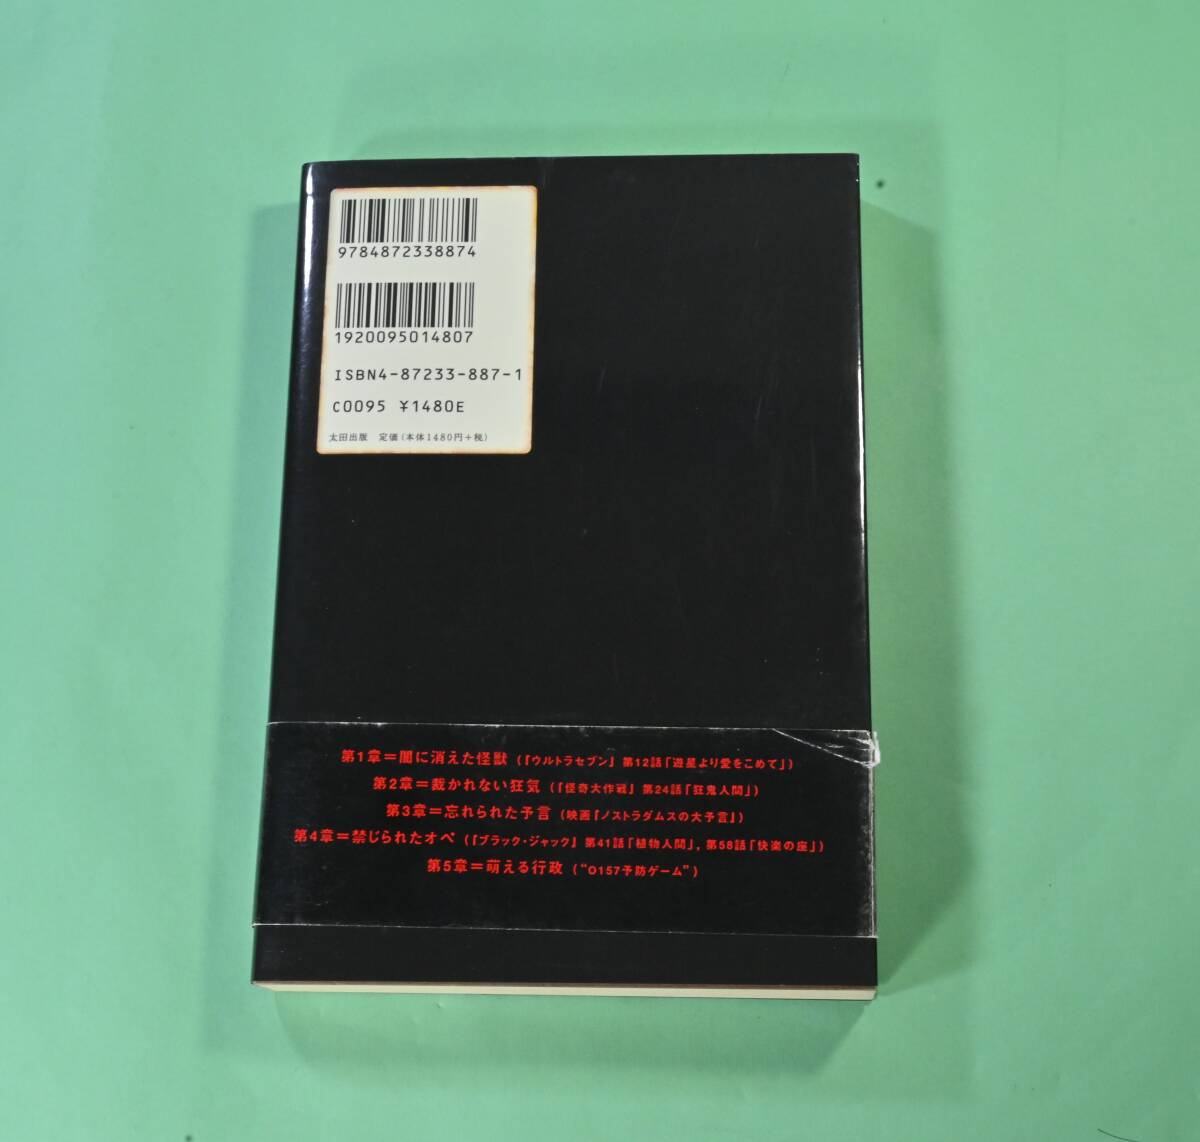 9784872338874
1920095014807
ISBN4-87233-887-1
C0095 ¥1480E
太田出版 定価(本体1480円+税)
第1章=闇に消えた怪獣(『ウルトラセブン』第12話「遊星より愛をこめて」)
第2章=裁かれない狂気(『怪奇大作戦』第24話「狂鬼人間」)
第3章=忘れられた予言(映画『ノストラダムスの大予言』)
第4章=禁じられたオペ(『ブラック・ジャック』第41話「植物人間」, 第58話「快楽の座」)
第5章=萌える行政("O157予防ゲーム")